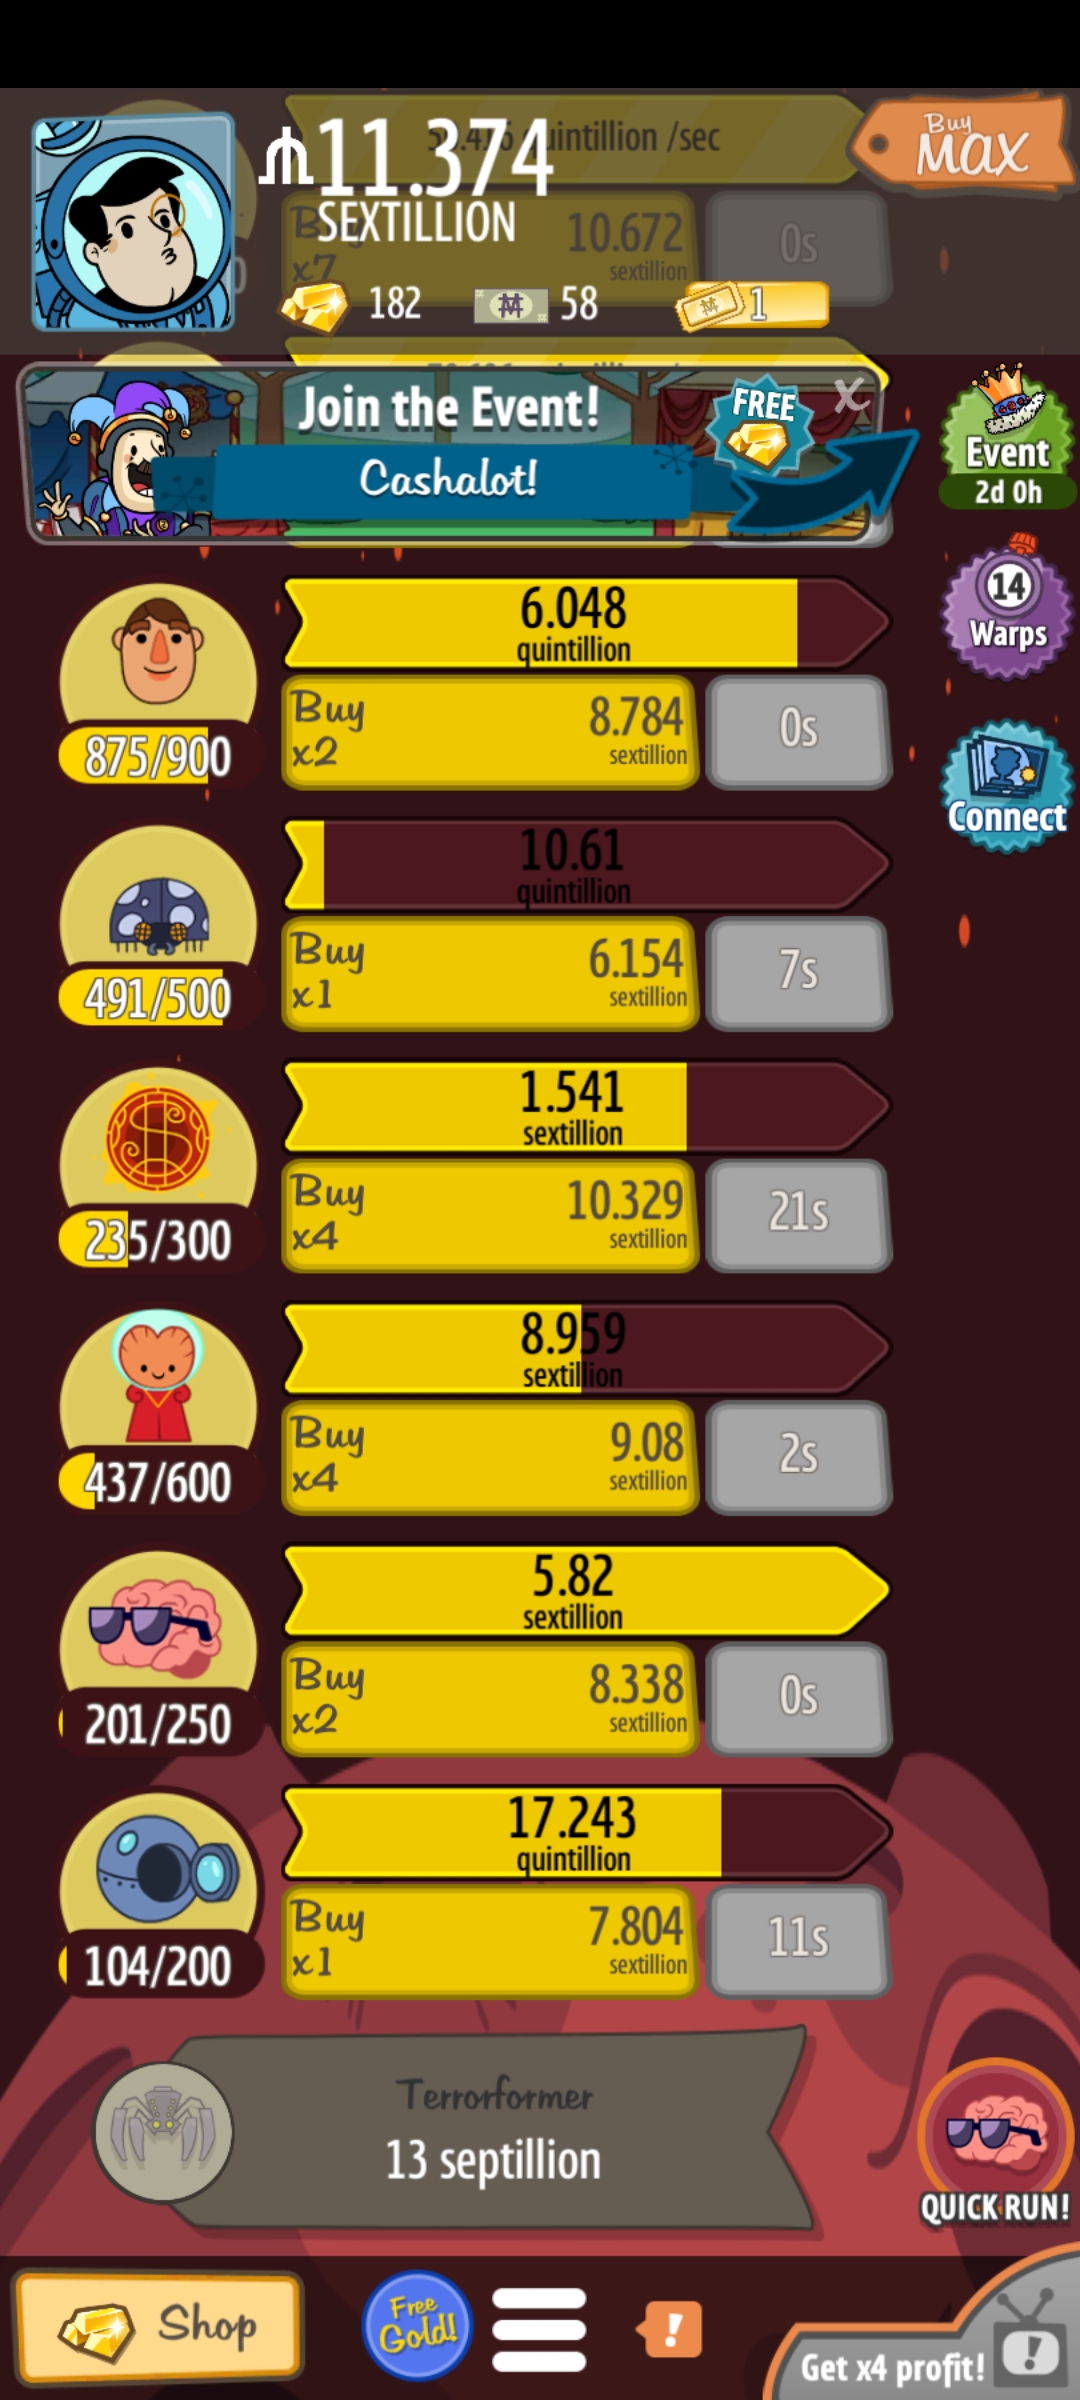 11.374
SEXTILLION
quintillion /sec
Buy
MAX
Buy
x7
10.672
sextillion
0s
182
58
1
Join the Event!
Cashalot!
FREE
X
Event
2d 0h
14
Warps
Connect
6.048
quintillion
875/900
Buy
x2
8.784
sextillion
0s
10.61
quintillion
491/500
Buy
x1
6.154
sextillion
7s
1.541
sextillion
235/300
Buy
x4
10.329
sextillion
21s
8.959
sextillion
437/600
Buy
x4
9.08
sextillion
2s
5.82
sextillion
201/250
Buy
x2
8.338
sextillion
0s
17.243
quintillion
104/200
Buy
x1
7.804
sextillion
11s
Terrorformer
13 septillion
QUICK RUN!
Shop
Free
Gold!
!
Get x4 profit!
!